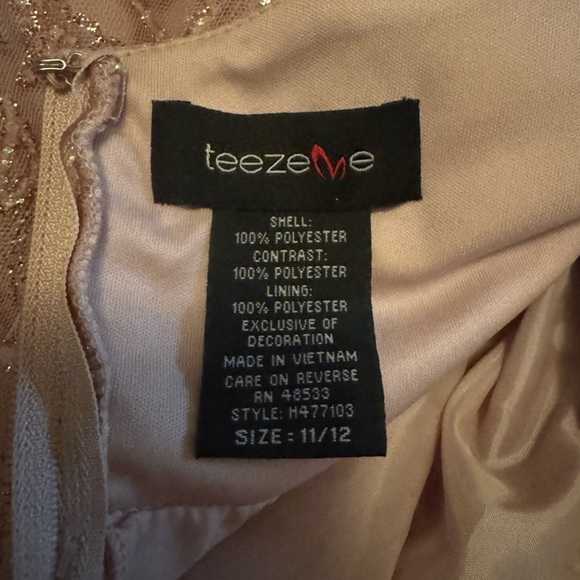 teezeMe
SHELL:
100% POLYESTER
CONTRAST:
100% POLYESTER
LINING:
100% POLYESTER
EXCLUSIVE OF
DECORATION
MADE IN VIETNAM
CARE ON REVERSE
RN 48533
STYLE: H477103
SIZE: 11/12